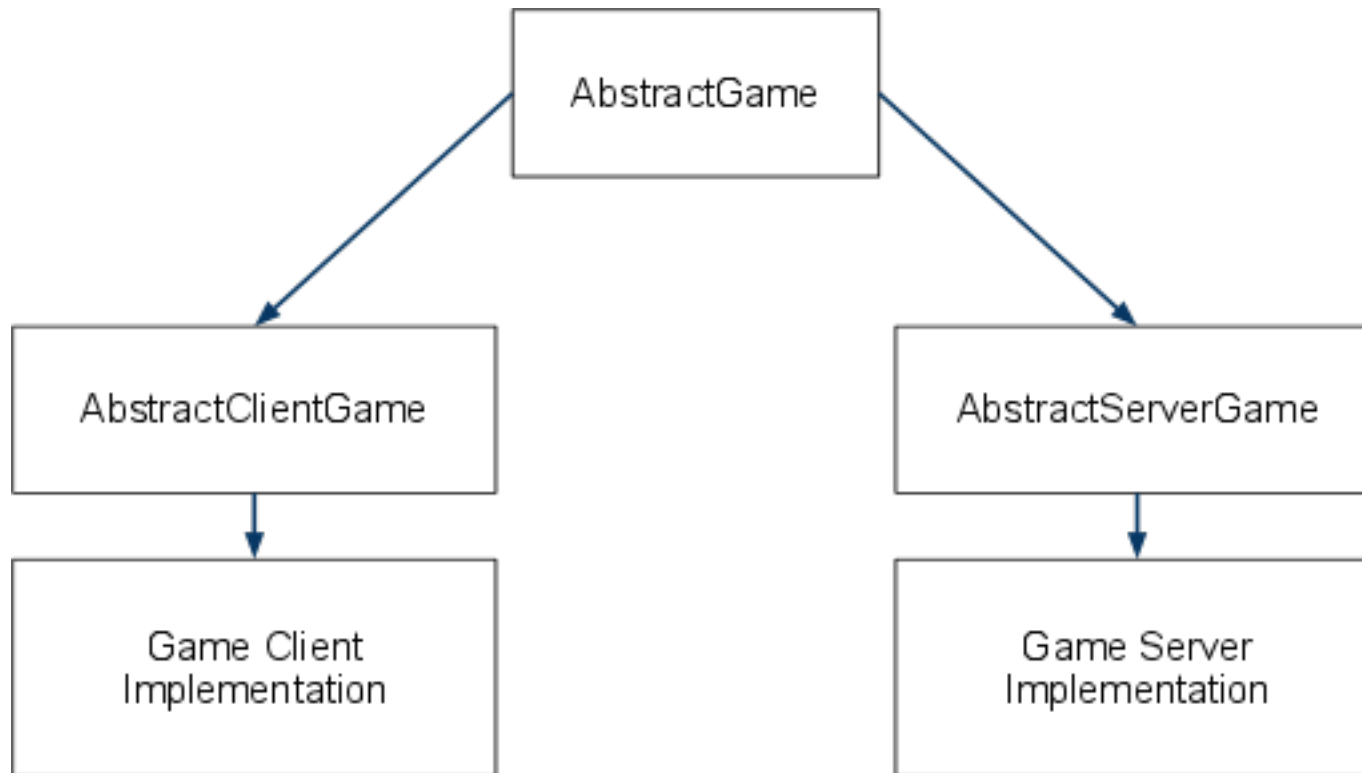 AbstractGame
AbstractClientGame
AbstractServerGame
Game Client
Implementation
Game Server
Implementation